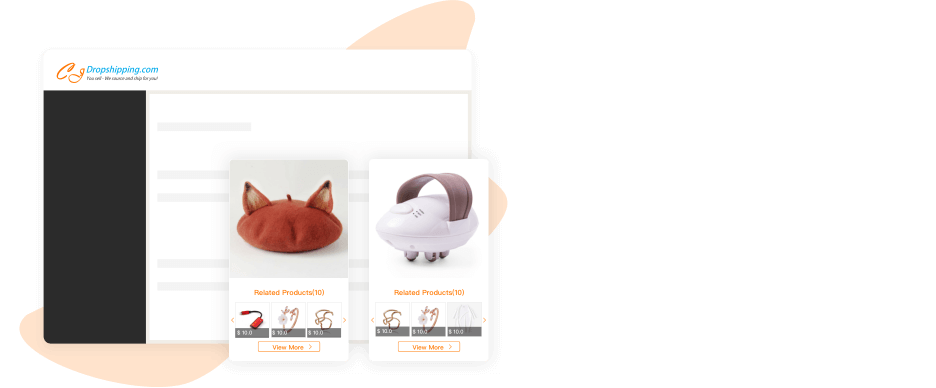 CJ Dropshipping.com
You sell - We source and ship for you!
Related Products(10)
$ 10.0 $ 10.0 $ 10.0
View More
Related Products(10)
$ 10.0 $ 10.0 $ 10.0
View More